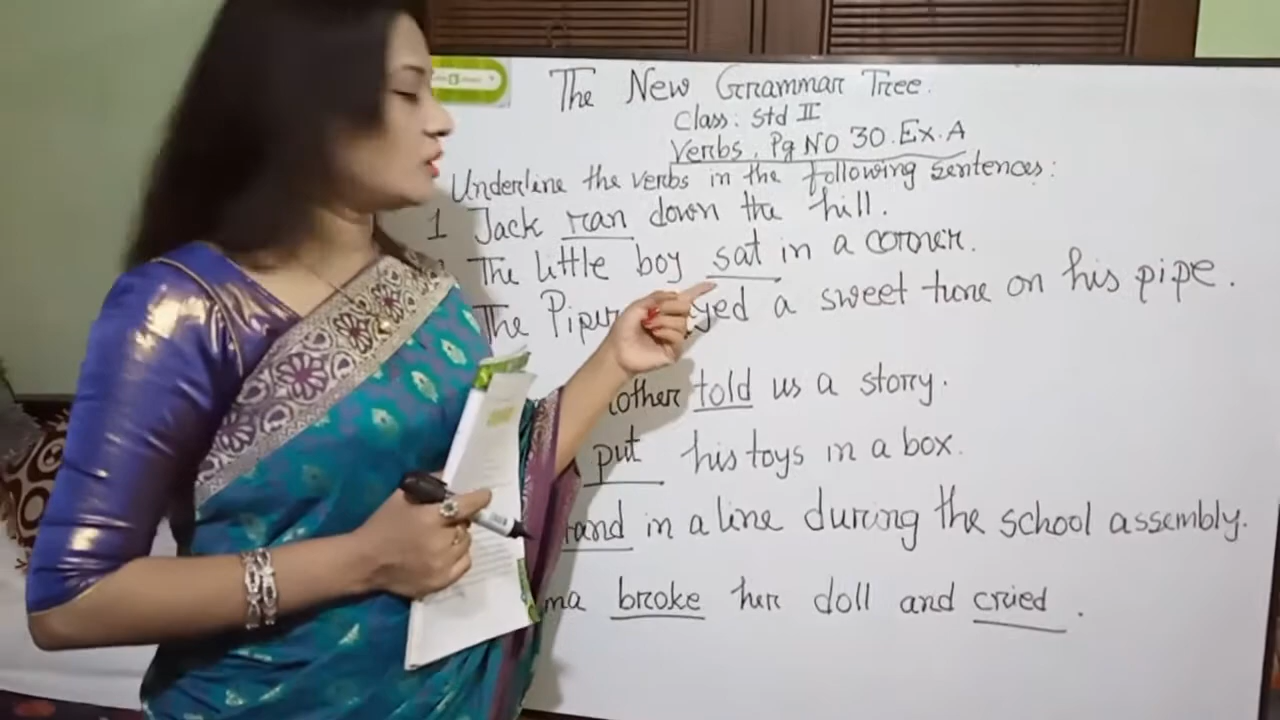 The New Grammar Tree.
Class: Std II
Verbs, Pg No 30. Ex. A
Underline the verbs in the following sentences:
1 Jack ran down the hill.
The little boy sat in a corner.
The Piper a sweet tune on his pipe.
told us a story.
put his toys in a box.
in a line during the school assembly.
broke her doll and cried.